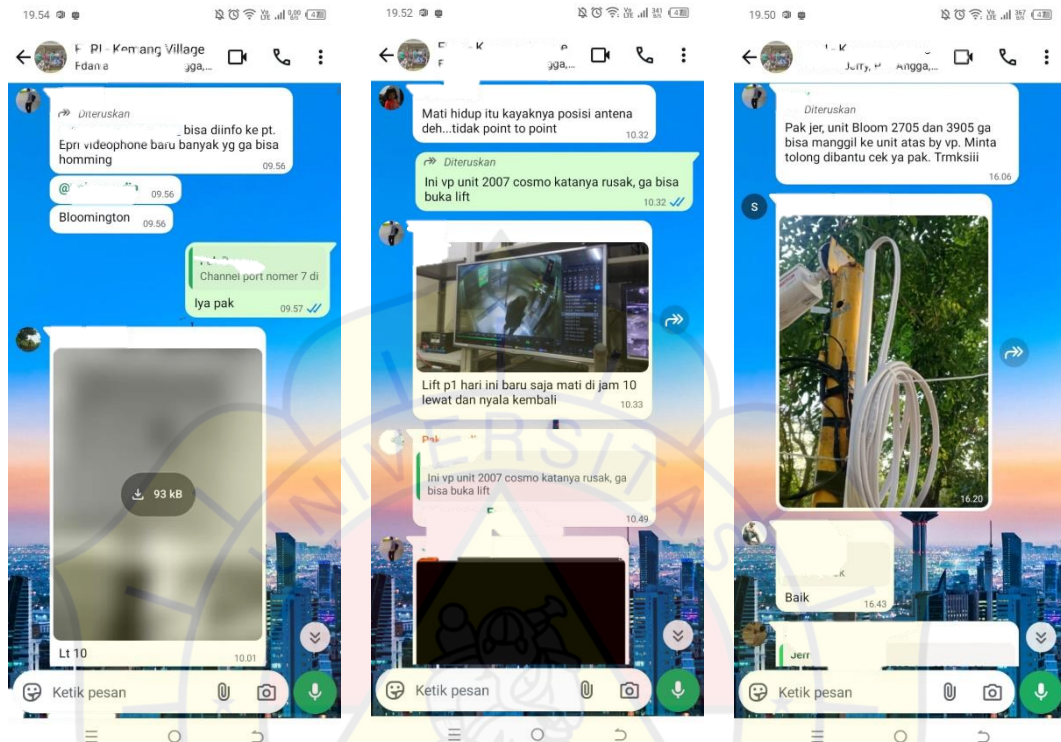 19.54
Kemang Village
Diteruskan
bisa diinfo ke pt.
Epri videophone baru banyak yg ga bisa
homming
09.56
@
09.56
Bloomington
09.56
Channel port nomer 7 di
Iya pak
09.57
93 kB
Lt 10
10.01
Ketik pesan
19.52
Mati hidup itu kayaknya posisi antena
deh...tidak point to point
10.32
Diteruskan
Ini vp unit 2007 cosmo katanya rusak, ga bisa
buka lift
10.32
Lift p1 hari ini baru saja mati di jam 10
lewat dan nyala kembali
10.33
Pak
Ini vp unit 2007 cosmo katanya rusak, ga
bisa buka lift
10.49
Ketik pesan
19.50
Jerry, Angga,...
Diteruskan
Pak jer, unit Bloom 2705 dan 3905 ga
bisa manggil ke unit atas by vp. Minta
tolong dibantu cek ya pak. Trmksiii
16.06
S
16.20
Baik
16.43
Jerr
Ketik pesan
UNIVERSITAS